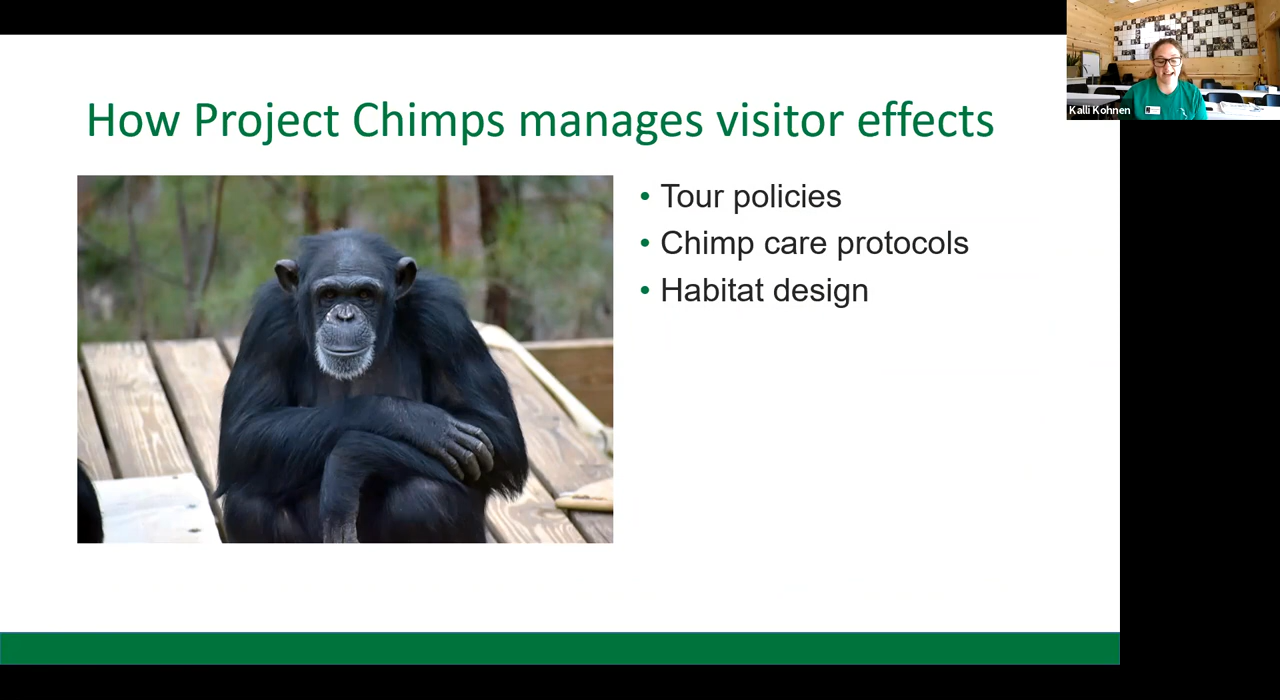 How Project Chimps manages visitor effects
• Tour policies
• Chimp care protocols
• Habitat design
Kalli Kohnen